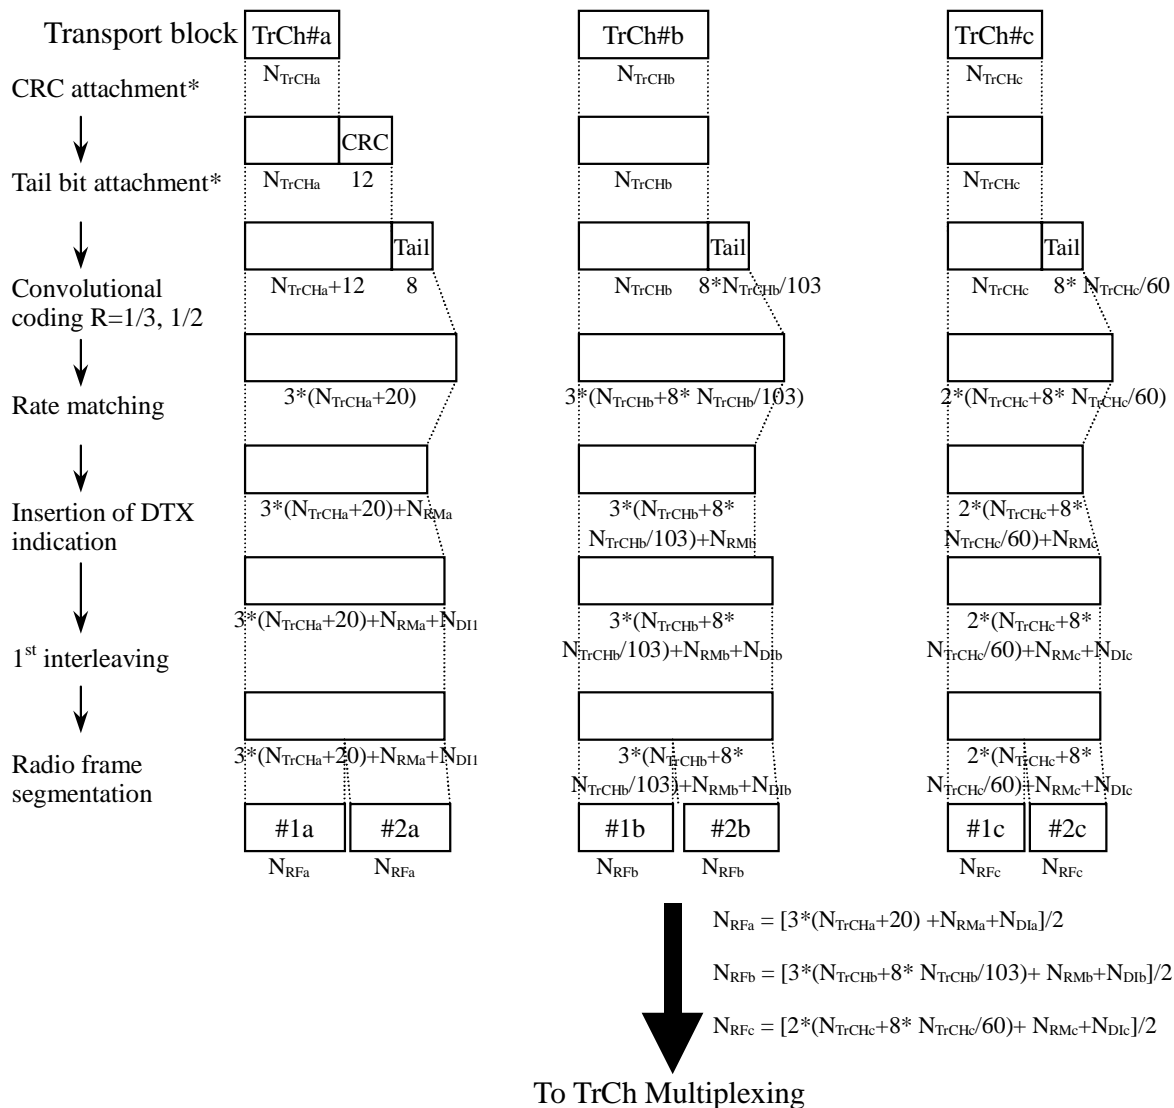 Transport block TrCh#a TrCh#b TrCh#c
N_TrCHa N_TrCHb N_TrCHc
CRC attachment*
CRC
Tail bit attachment* N_TrCHa 12 N_TrCHb N_TrCHc
Tail Tail Tail
N_TrCHa+12 8 N_TrCHb 8*N_TrCHb/103 N_TrCHc 8* N_TrCHc/60
Convolutional
coding R=1/3, 1/2
3*(N_TrCHa+20) 3*(N_TrCHb+8* N_TrCHb/103) 2*(N_TrCHc+8* N_TrCHc/60)
Rate matching
3*(N_TrCHa+20)+N_RMa 3*(N_TrCHb+8* 2*(N_TrCHc+8*
Insertion of DTX
indication N_TrCHb/103)+N_RMb N_TrCHc/60)+N_RMc
3*(N_TrCHa+20)+N_RMa+N_DI1 3*(N_TrCHb+8* 2*(N_TrCHc+8*
1st interleaving N_TrCHb/103)+N_RMb+N_DIb N_TrCHc/60)+N_RMc+N_DIc
3*(N_TrCHa+20)+N_RMa+N_DI1 3*(N_TrCHb+8* 2*(N_TrCHc+8*
Radio frame
segmentation N_TrCHb/103)+N_RMb+N_DIb N_TrCHc/60)+N_RMc+N_DIc
#1a #2a #1b #2b #1c #2c
N_RFa N_RFa N_RFb N_RFb N_RFc N_RFc
N_RFa = [3*(N_TrCHa+20) +N_RMa+N_DIa]/2
N_RFb = [3*(N_TrCHb+8* N_TrCHb/103)+ N_RMb+N_DIb]/2
N_RFc = [2*(N_TrCHc+8* N_TrCHc/60)+ N_RMc+N_DIc]/2
To TrCh Multiplexing